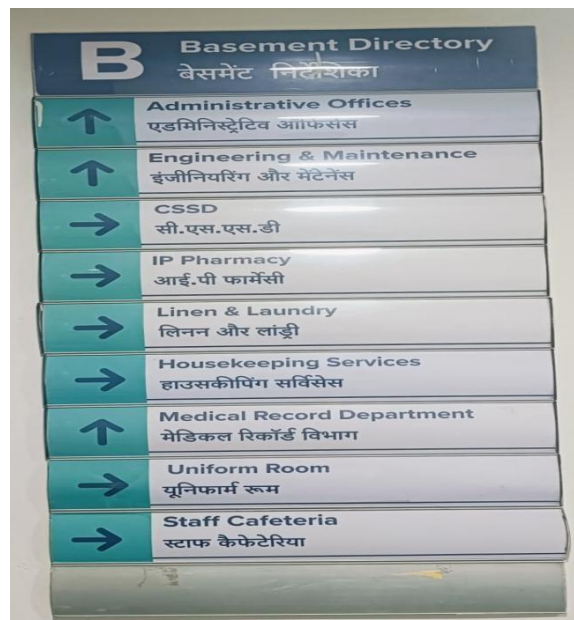 B
Basement Directory
बेसमेंट निर्देशिका
Administrative Offices
एडमिनिस्ट्रेटिव आफिसेस
Engineering & Maintenance
इंजीनियरिंग और मेंटेनेंस
CSSD
सी.एस.एस.डी
IP Pharmacy
आई.पी फार्मेसी
Linen & Laundry
लिनन और लांड्री
Housekeeping Services
हाउसकीपिंग सर्विसेस
Medical Record Department
मेडिकल रिकॉर्ड विभाग
Uniform Room
यूनिफार्म रूम
Staff Cafeteria
स्टाफ कैफेटेरिया